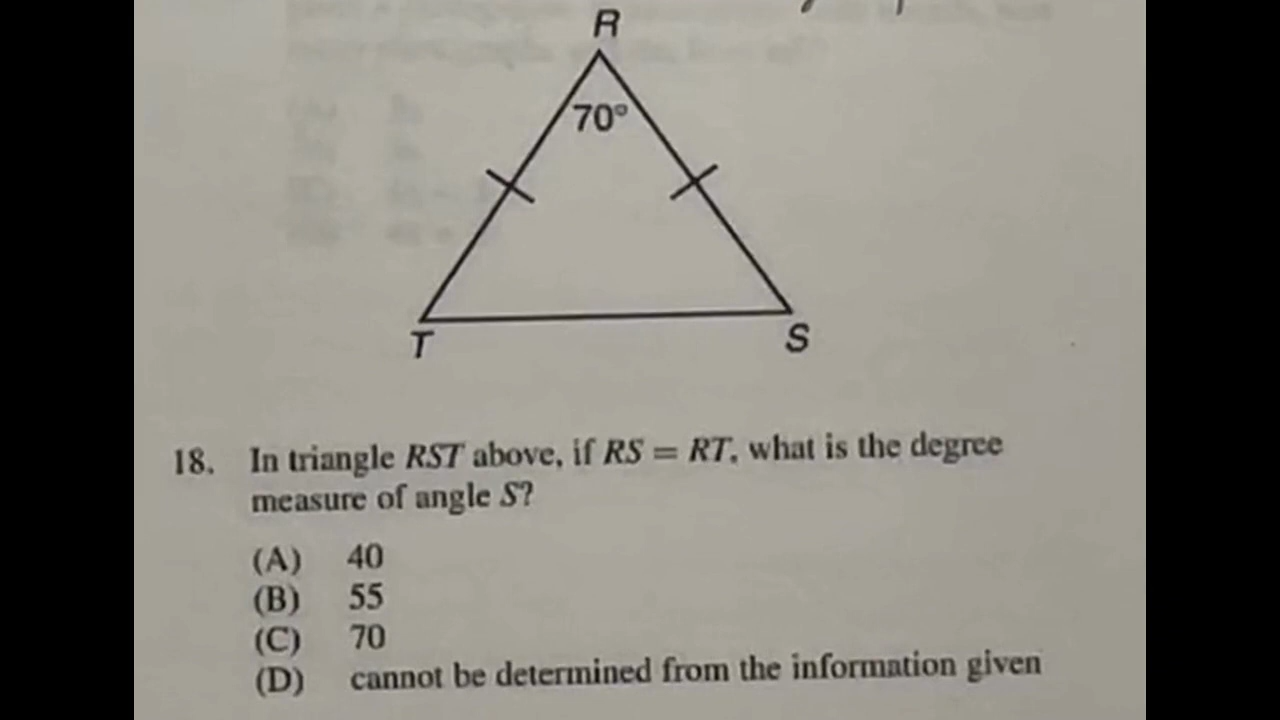 R
70°
T
S
18. In triangle RST above, if RS = RT, what is the degree
measure of angle S?
(A) 40
(B) 55
(C) 70
(D) cannot be determined from the information given